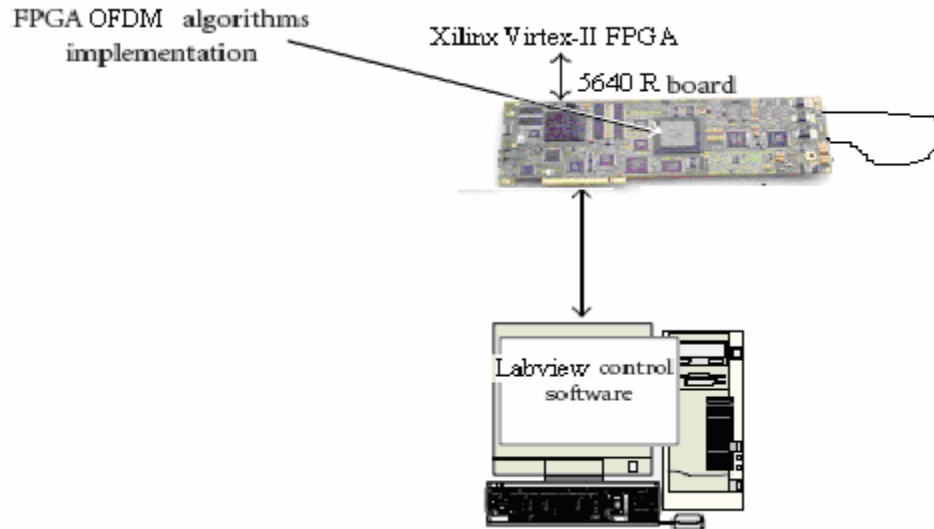 FPGA OFDM algorithms
implementation
Xilinx Virtex-II FPGA
5640 R board
Labview control
software